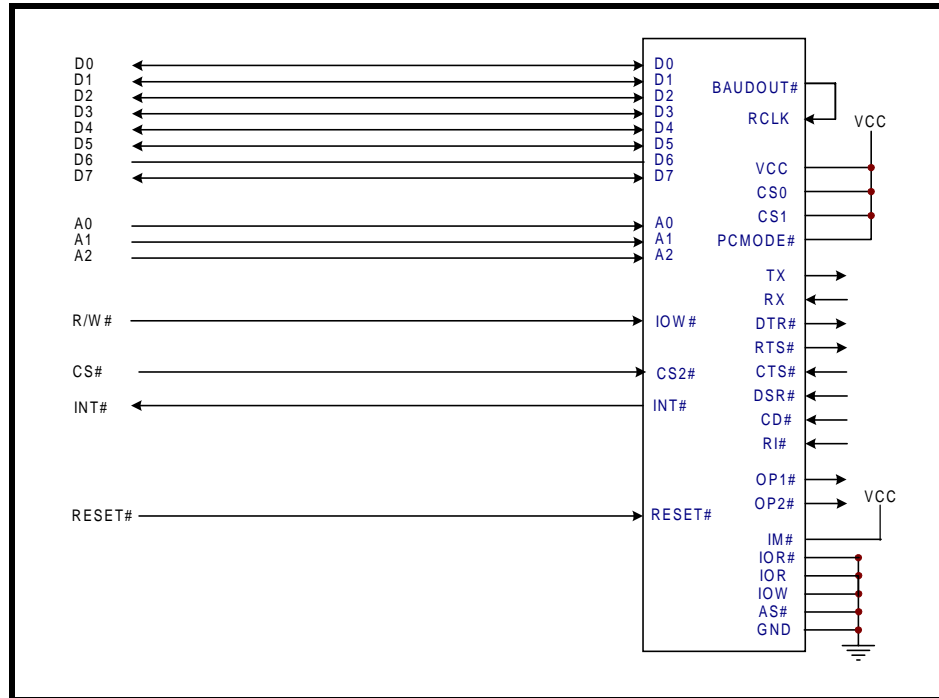 D0
D1
D2
D3
D4
D5
D6
D7
A0
A1
A2
R/W#
CS#
INT#
RESET#
D0
D1
D2
D3
D4
D5
D6
D7
A0
A1
A2
IOW#
CS2#
INT#
RESET#
BAUDOUT#
RCLK
VCC
VCC
CS0
CS1
PCMODE#
TX
RX
DTR#
RTS#
CTS#
DSR#
CD#
RI#
OP1#
OP2#
VCC
IM#
IOR#
IOR
IOW
AS#
GND